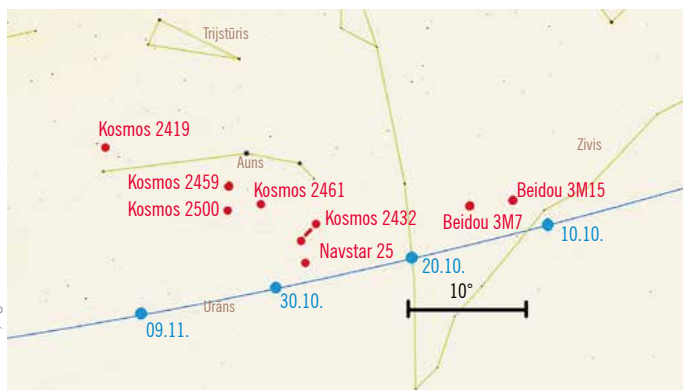 Trijstūris
Kosmos 2419
Auns
Zivis
Kosmos 2459
Kosmos 2461
Beidou 3M15
Kosmos 2500
Kosmos 2432
Beidou 3M7
Navstar 25
10.10.
20.10.
10°
30.10.
Urāns
09.11.